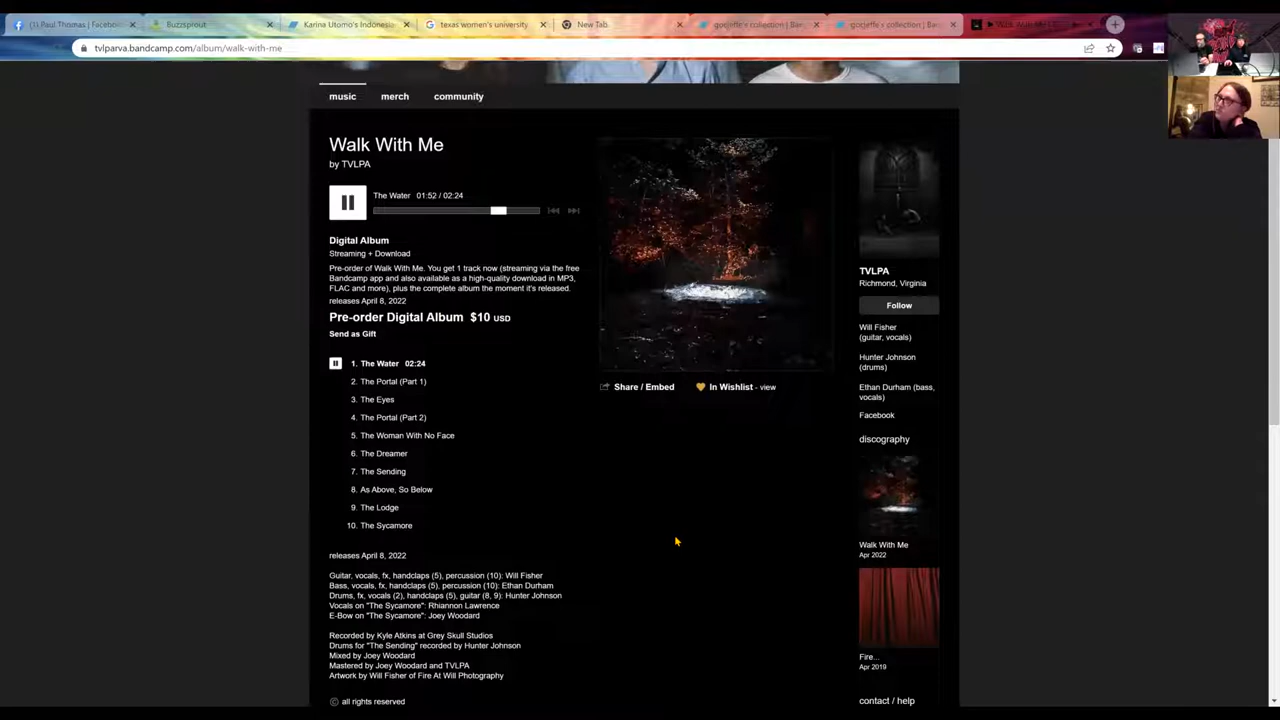 (1) Paul Thomas | Facebook
Buzzsprout
Karina Utomo's Indonesian
texas women's university
New Tab
gocjeffe's collection | Ban
gocjeffe's collection | Ban
tvlparva.bandcamp.com/album/walk-with-me
music merch community
Walk With Me
by TVLPA
The Water 01:52 / 02:24
Digital Album
Streaming + Download
Pre-order of Walk With Me. You get 1 track now (streaming via the free
Bandcamp app and also available as a high-quality download in MP3,
FLAC and more), plus the complete album the moment it's released.
releases April 8, 2022
Pre-order Digital Album $10 USD
Send as Gift
1. The Water 02:24
2. The Portal (Part 1)
3. The Eyes
4. The Portal (Part 2)
5. The Woman With No Face
6. The Dreamer
7. The Sending
8. As Above, So Below
9. The Lodge
10. The Sycamore
releases April 8, 2022
Guitar, vocals, fx, handclaps (5), percussion (10): Will Fisher
Bass, vocals, fx, handclaps (5), percussion (10): Ethan Durham
Drums, fx, vocals (2), handclaps (5), guitar (8, 9): Hunter Johnson
Vocals on "The Sycamore": Rhiannon Lawrence
E-Bow on "The Sycamore": Joey Woodard
Recorded by Kyle Atkins at Grey Skull Studios
Drums for "The Sending" recorded by Hunter Johnson
Mixed by Joey Woodard
Mastered by Joey Woodard and TVLPA
Artwork by Will Fisher of Fire At Will Photography
all rights reserved
Share / Embed In Wishlist - view
TVLPA
Richmond, Virginia
Follow
Will Fisher
(guitar, vocals)
Hunter Johnson
(drums)
Ethan Durham (bass,
vocals)
Facebook
discography
Walk With Me
Apr 2022
Fire...
Apr 2019
contact / help